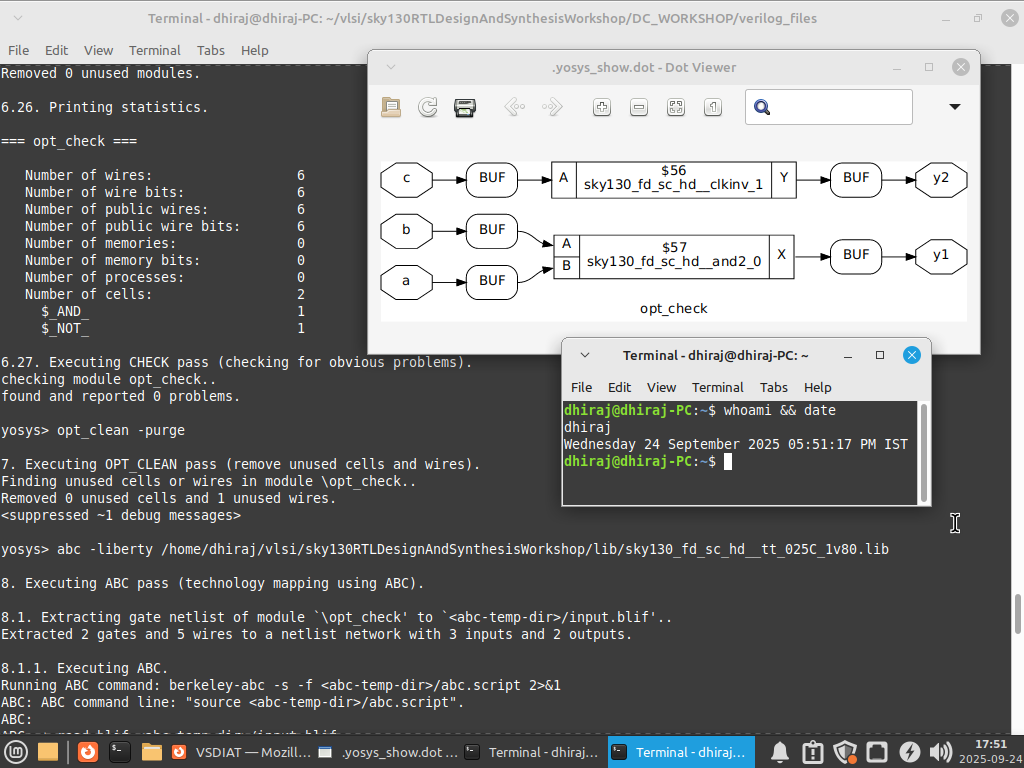 Terminal - dhiraj@dhiraj-PC: ~/vlsi/sky130RTLDesignAndSynthesisWorkshop/DC_WORKSHOP/verilog_files
File Edit View Terminal Tabs Help
Removed 0 unused modules.
6.26. Printing statistics.
=== opt_check ===
Number of wires: 6
Number of wire bits: 6
Number of public wires: 6
Number of public wire bits: 6
Number of memories: 0
Number of memory bits: 0
Number of processes: 0
Number of cells: 2
$_AND_ 1
$_NOT_ 1
6.27. Executing CHECK pass (checking for obvious problems).
checking module opt_check..
found and reported 0 problems.
yosys> opt_clean -purge
7. Executing OPT_CLEAN pass (remove unused cells and wires).
Finding unused cells or wires in module \opt_check..
Removed 0 unused cells and 1 unused wires.
<suppressed ~1 debug messages>
yosys> abc -liberty /home/dhiraj/vlsi/sky130RTLDesignAndSynthesisWorkshop/lib/sky130_fd_sc_hd__tt_025C_1v80.lib
8. Executing ABC pass (technology mapping using ABC).
8.1. Extracting gate netlist of module `\opt_check' to `<abc-temp-dir>/input.blif'..
Extracted 2 gates and 5 wires to a netlist network with 3 inputs and 2 outputs.
8.1.1. Executing ABC.
Running ABC command: berkeley-abc -s -f <abc-temp-dir>/abc.script 2>&1
ABC: ABC command line: "source <abc-temp-dir>/abc.script".
ABC:
.yosys_show.dot - Dot Viewer
1
c BUF A $56 Y BUF y2
sky130_fd_sc_hd__clkinv_1
b BUF A
$57 X BUF y1
sky130_fd_sc_hd__and2_0
a BUF B
opt_check
Terminal - dhiraj@dhiraj-PC: ~
File Edit View Terminal Tabs Help
dhiraj@dhiraj-PC:~$ whoami && date
dhiraj
Wednesday 24 September 2025 05:51:17 PM IST
dhiraj@dhiraj-PC:~$
VSDIAT — Mozill...
.yosys_show.dot ...
Terminal - dhiraj...
Terminal - dhiraj...
17:51
2025-09-24